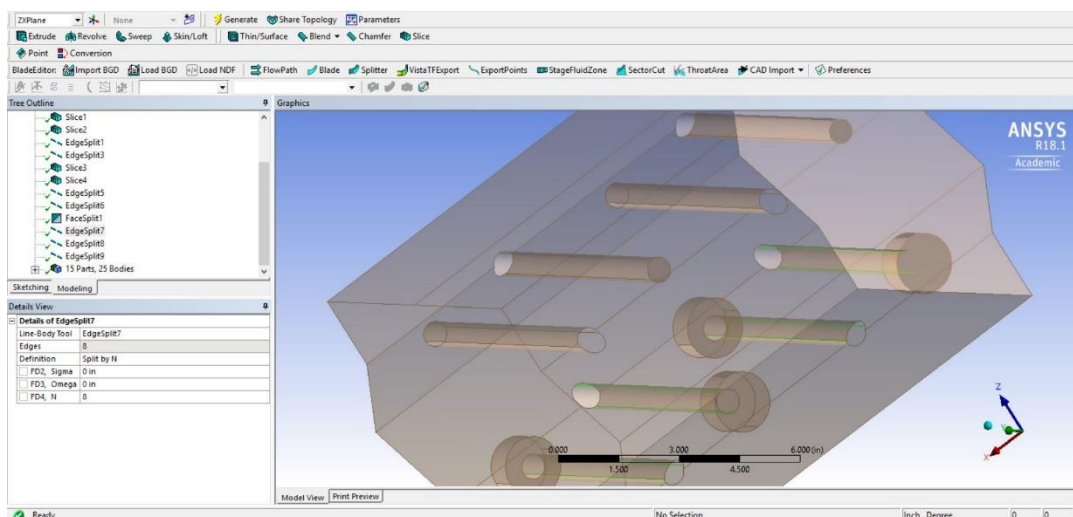 ZXPlane None Generate Share Topology Parameters
Extrude Revolve Sweep Skin/Loft Thin/Surface Blend Chamfer Slice
Point Conversion
BladeEditor: Import BGD Load BGD Load NDF FlowPath Blade Splitter VistaTFExport ExportPoints StageFluidZone SectorCut ThroatArea CAD Import Preferences
Tree Outline
Slice1
Slice2
EdgeSplit1
EdgeSplit3
Slice3
Slice4
EdgeSplit5
EdgeSplit6
FaceSplit1
EdgeSplit7
EdgeSplit8
EdgeSplit9
15 Parts, 25 Bodies
Sketching Modeling
Details View
Details of EdgeSplit7
Line-Body Tool EdgeSplit7
Edges 8
Definition Split by N
FD2, Sigma 0 in
FD3, Omega 0 in
FD4, N 8
Graphics
ANSYS
R18.1
Academic
0.000 3.000 6.000 (in)
1.500 4.500
Z
Y
X
Model View Print Preview
Ready No Selection Inch Degree 0 0